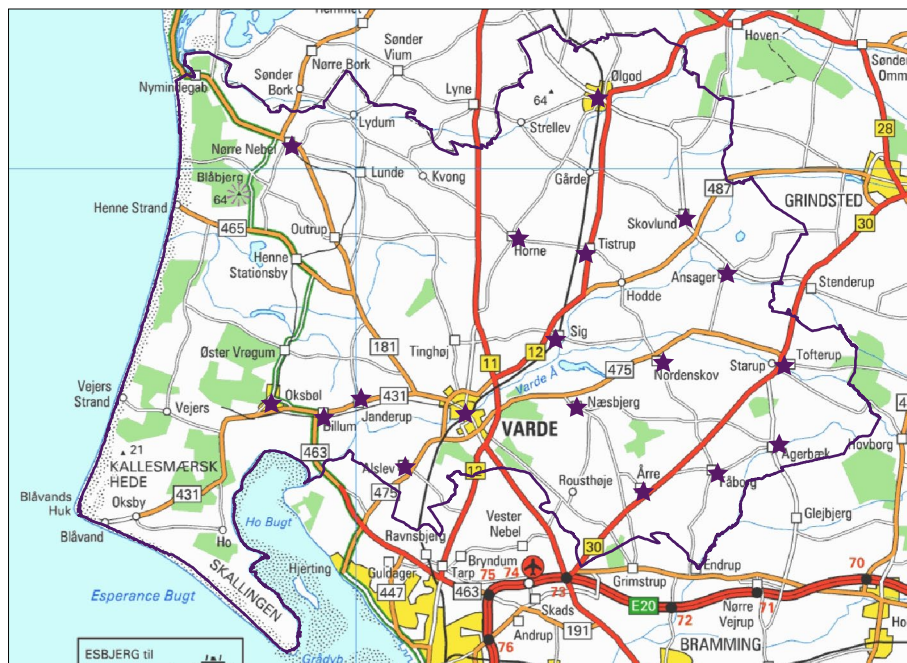 Hemmet
Hoven
Sønder
Vium
Nørre Bork
Ølgod
Sønder
Omme
Nymindegab
Sønder
Bork
Lyne
64
Lydum
Strellev
28
Nørre Nebel
Blåbjerg
64
Lunde
Kvong
Gårde
487
GRINDSTED
Henne Strand
465
Outrup
Skovlund
30
Horne
Tistrup
Henne
Stationsby
Ansager
Hodde
Stenderup
Sig
Tinghøj
12
11
181
Øster Vrøgum
Varde Å
475
Tofterup
Starup
Nordenskov
Vejers
Strand
Vejers
Oksbøl
431
Janderup
Billum
Næsbjerg
VARDE
21
KALLESMÆRSK
HEDE
463
Agerbæk
Hovborg
Alslev
12
Årre
Fåborg
475
Rousthøje
Blåvands
Huk
Oksby
431
Blåvand
Ho
Ho Bugt
Vester
Nebel
Glejbjerg
Ravnsbjerg
30
SKALLINGEN
Hjerting
Guldager
Tarp
Bryndum
75
74
Endrup
Grimstrup
70
447
463
73
Esperance Bugt
Skads
E20
72
Nørre
Vejrup
71
Andrup
191
76
BRAMMING
ESBJERG til
Grådyb